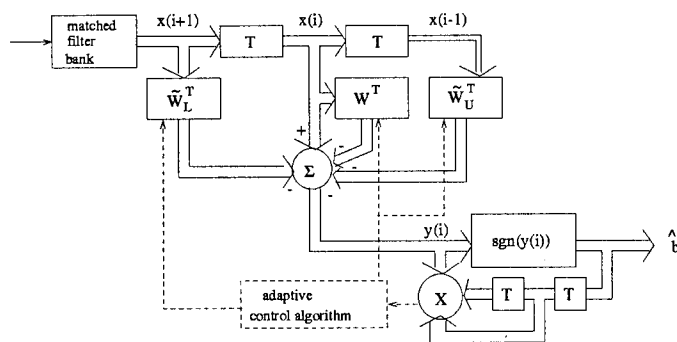 matched
filter
bank
x(i+1)
T
x(i)
T
x(i-1)
W̃_L^T
W^T
W̃_U^T
+
-
-
Σ
-
-
y(i)
sgn(y(i))
b̂
adaptive
control algorithm
X
T
T